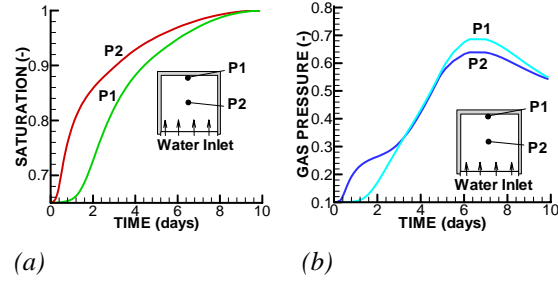 SATURATION (-)
1
0.9
0.8
0.7
0
2
4
6
8
10
TIME (days)
P2
P1
P1
P2
Water Inlet
(a)
GAS PRESSURE (-)
0.8
0.7
0.6
0.5
0.4
0.3
0.2
0.1
0
2
4
6
8
10
TIME (days)
P1
P2
P1
P2
Water Inlet
(b)